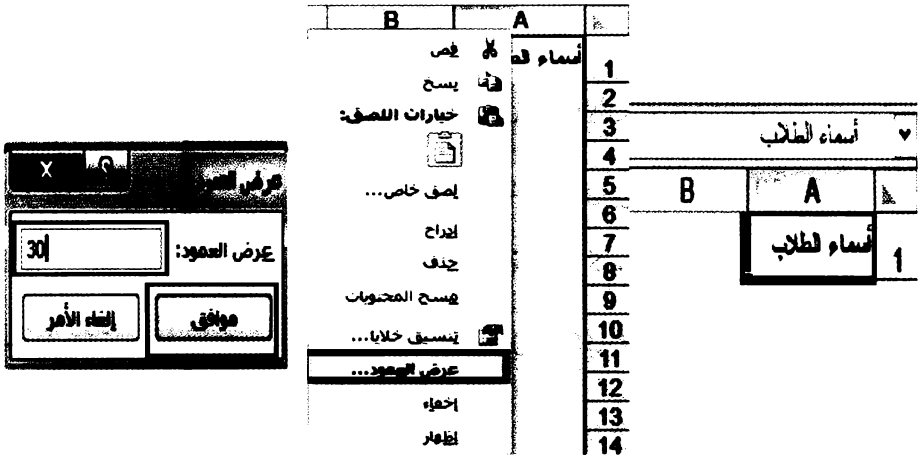 أسماء الطلاب
A
B
أسماء الطلاب
1
A
B
أسماء الط
1
2
3
4
5
6
7
8
9
10
11
12
13
14
قص
نسخ
خيارات اللصق:
لصق خاص...
إدراج
حذف
مسح المحتويات
تنسيق خلايا...
عرض العمود...
إخفاء
إظهار
عرض العمود
? X
عرض العمود:
30
موافق
إلغاء الأمر